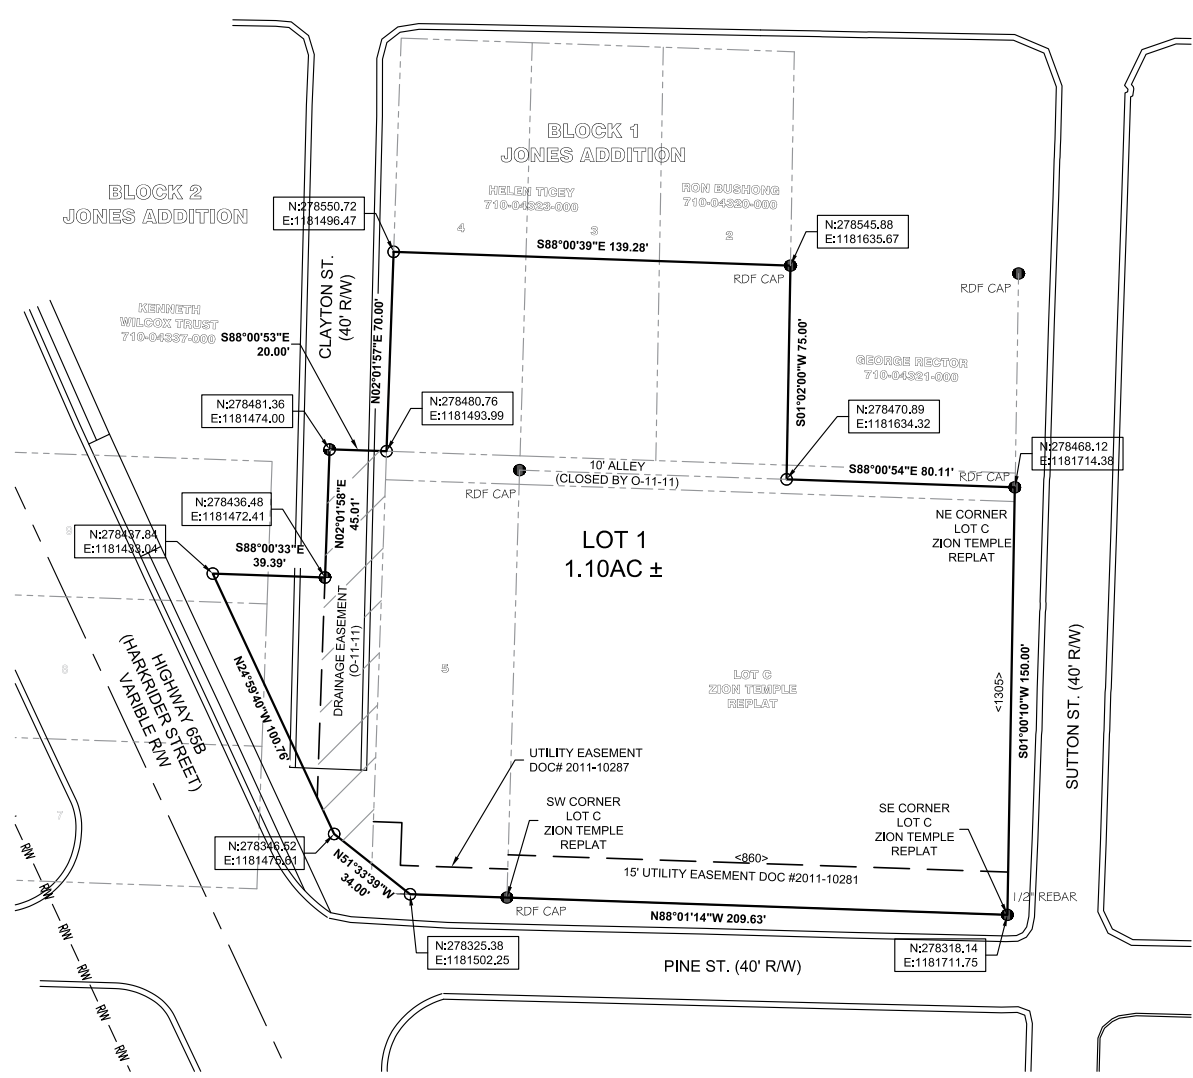 BLOCK 1
JONES ADDITION
BLOCK 2
JONES ADDITION
HELEN TICEY
710-04323-000
RON BUSHONG
710-04320-000
N:278550.72
E:1181496.47
4
3
2
N:278545.88
E:1181635.67
S88°00'39"E 139.28'
RDF CAP
RDF CAP
CLAYTON ST.
(40' R/W)
KENNETH
WILCOX TRUST
710-04337-000
S88°00'53"E
20.00'
N02°01'57"E 70.00'
S01°02'00"W 75.00'
GEORGE RECTOR
710-04321-000
N:278481.36
E:1181474.00
N:278480.76
E:1181493.99
N:278470.89
E:1181634.32
N:278468.12
E:1181714.38
10' ALLEY
(CLOSED BY O-11-11)
S88°00'54"E 80.11'
RDF CAP
RDF CAP
N:278436.48
E:1181472.41
N02°01'58"E
45.01'
9
N:278437.84
E:1181433.04
S88°00'33"E
39.39'
LOT 1
1.10AC ±
NE CORNER
LOT C
ZION TEMPLE
REPLAT
DRAINAGE EASEMENT
(O-11-11)
HIGHWAY 65B
(HARKRIDER STREET)
VARIBLE R/W
N24°59'40"W 100.76'
8
5
LOT C
ZION TEMPLE
REPLAT
<1305>
S01°00'10"W 150.00'
SUTTON ST. (40' R/W)
UTILITY EASEMENT
DOC# 2011-10287
SW CORNER
LOT C
ZION TEMPLE
REPLAT
SE CORNER
LOT C
ZION TEMPLE
REPLAT
7
N:278346.52
E:1181475.61
N51°33'39"W
34.00'
<860>
15' UTILITY EASEMENT DOC #2011-10281
1/2" REBAR
RDF CAP
N88°01'14"W 209.63'
N:278325.38
E:1181502.25
N:278318.14
E:1181711.75
PINE ST. (40' R/W)
R/W
R/W
R/W
R/W
R/W
R/W
R/W